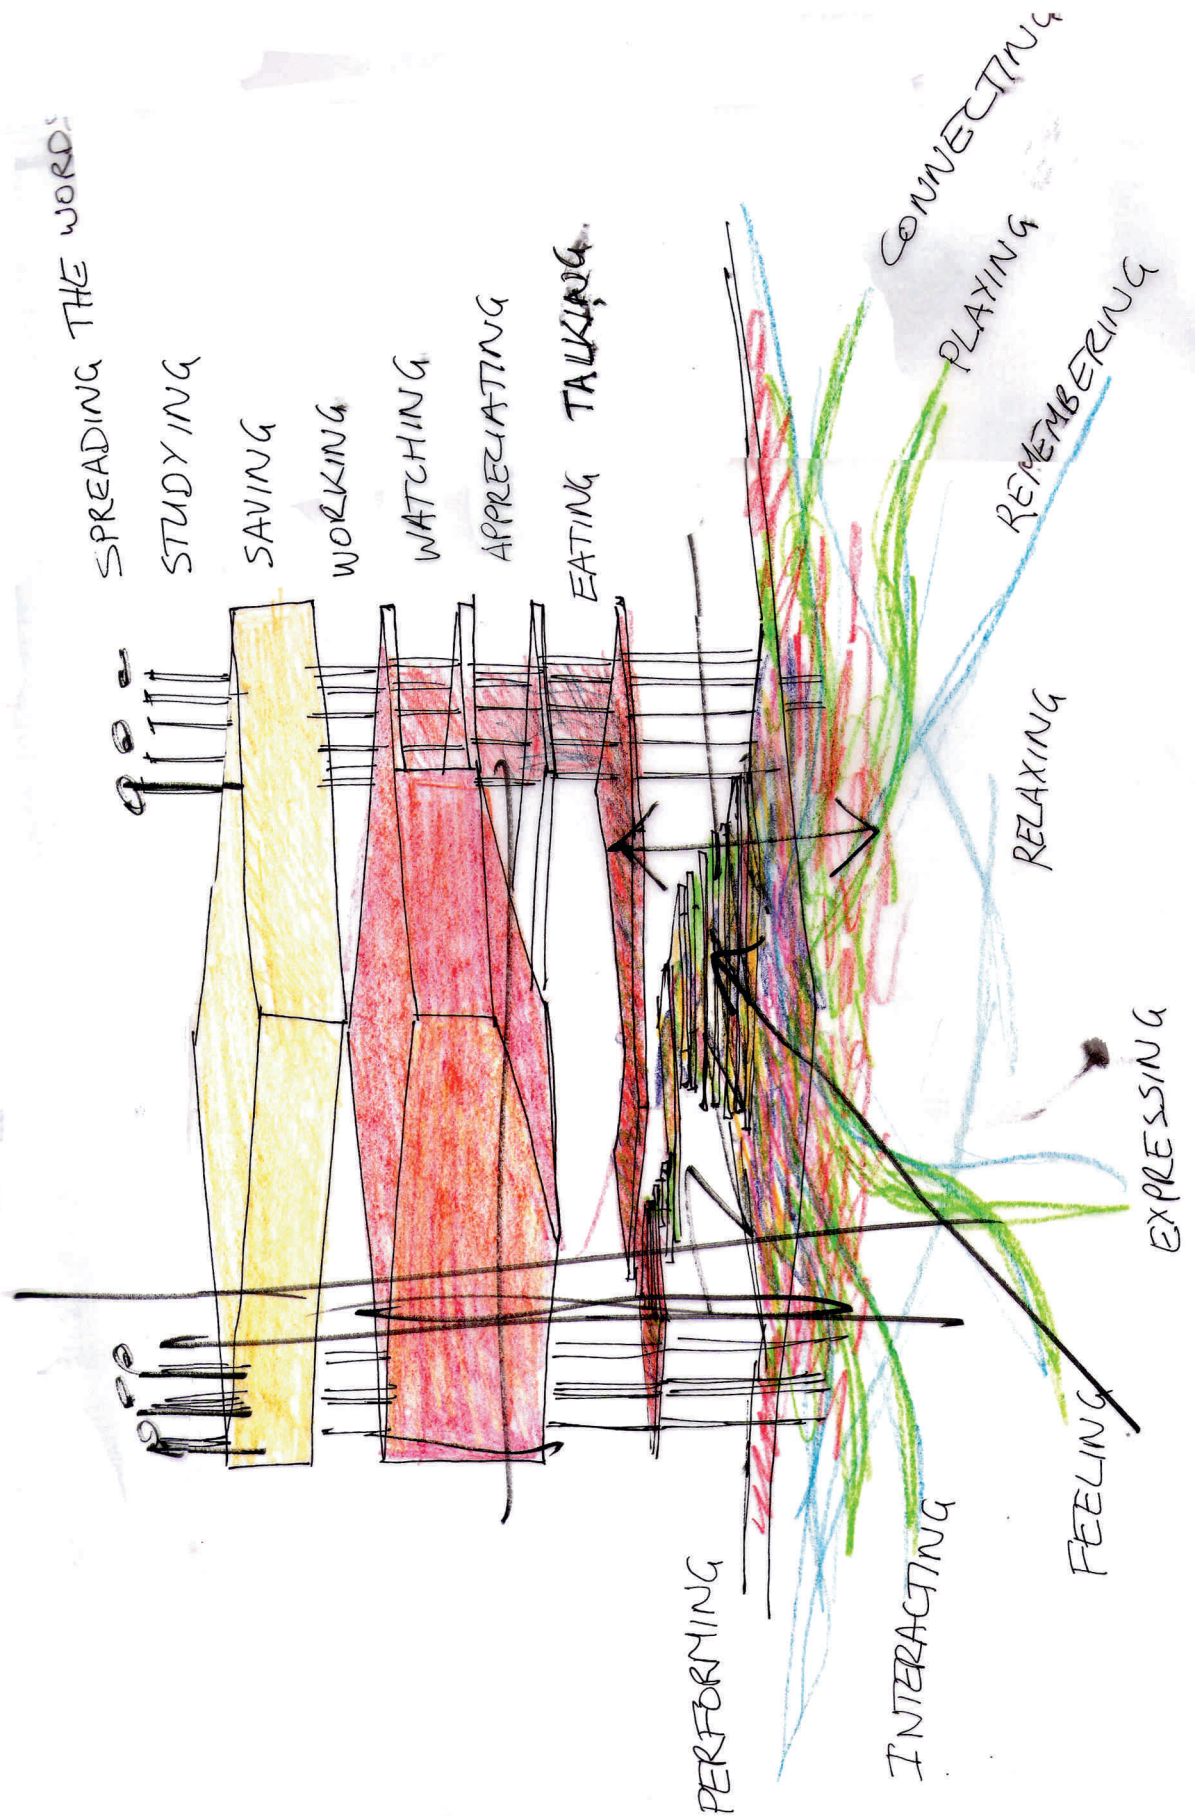 SPREADING THE WORD
STUDYING
SAVING
WORKING
WATCHING
APPRECIATING
EATING TALKING
CONNECTING
PLAYING
REMEMBERING
RELAXING
EXPRESSING
FEELING
INTERACTING
PERFORMING